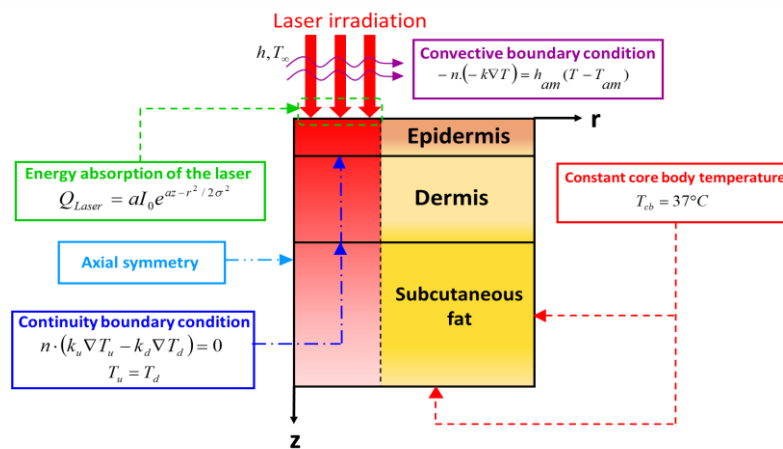 Laser irradiation
h, T∞
Convective boundary condition
− n.(− k∇T) = h_am (T − T_am)
r
Epidermis
Energy absorption of the laser
Q_Laser = aI_0 e^{az−r²/2σ²}
Dermis
Constant core body temperature
T_cb = 37°C
Axial symmetry
Subcutaneous
fat
Continuity boundary condition
n·(k_u∇T_u − k_d∇T_d) = 0
T_u = T_d
z